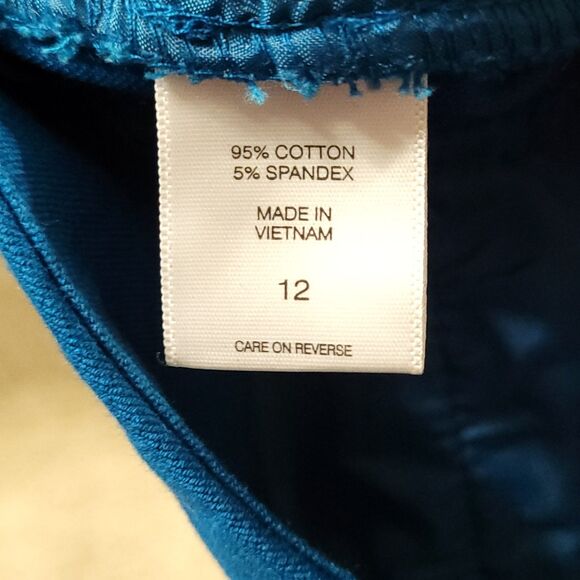 95% COTTON
5% SPANDEX
MADE IN
VIETNAM
12
CARE ON REVERSE